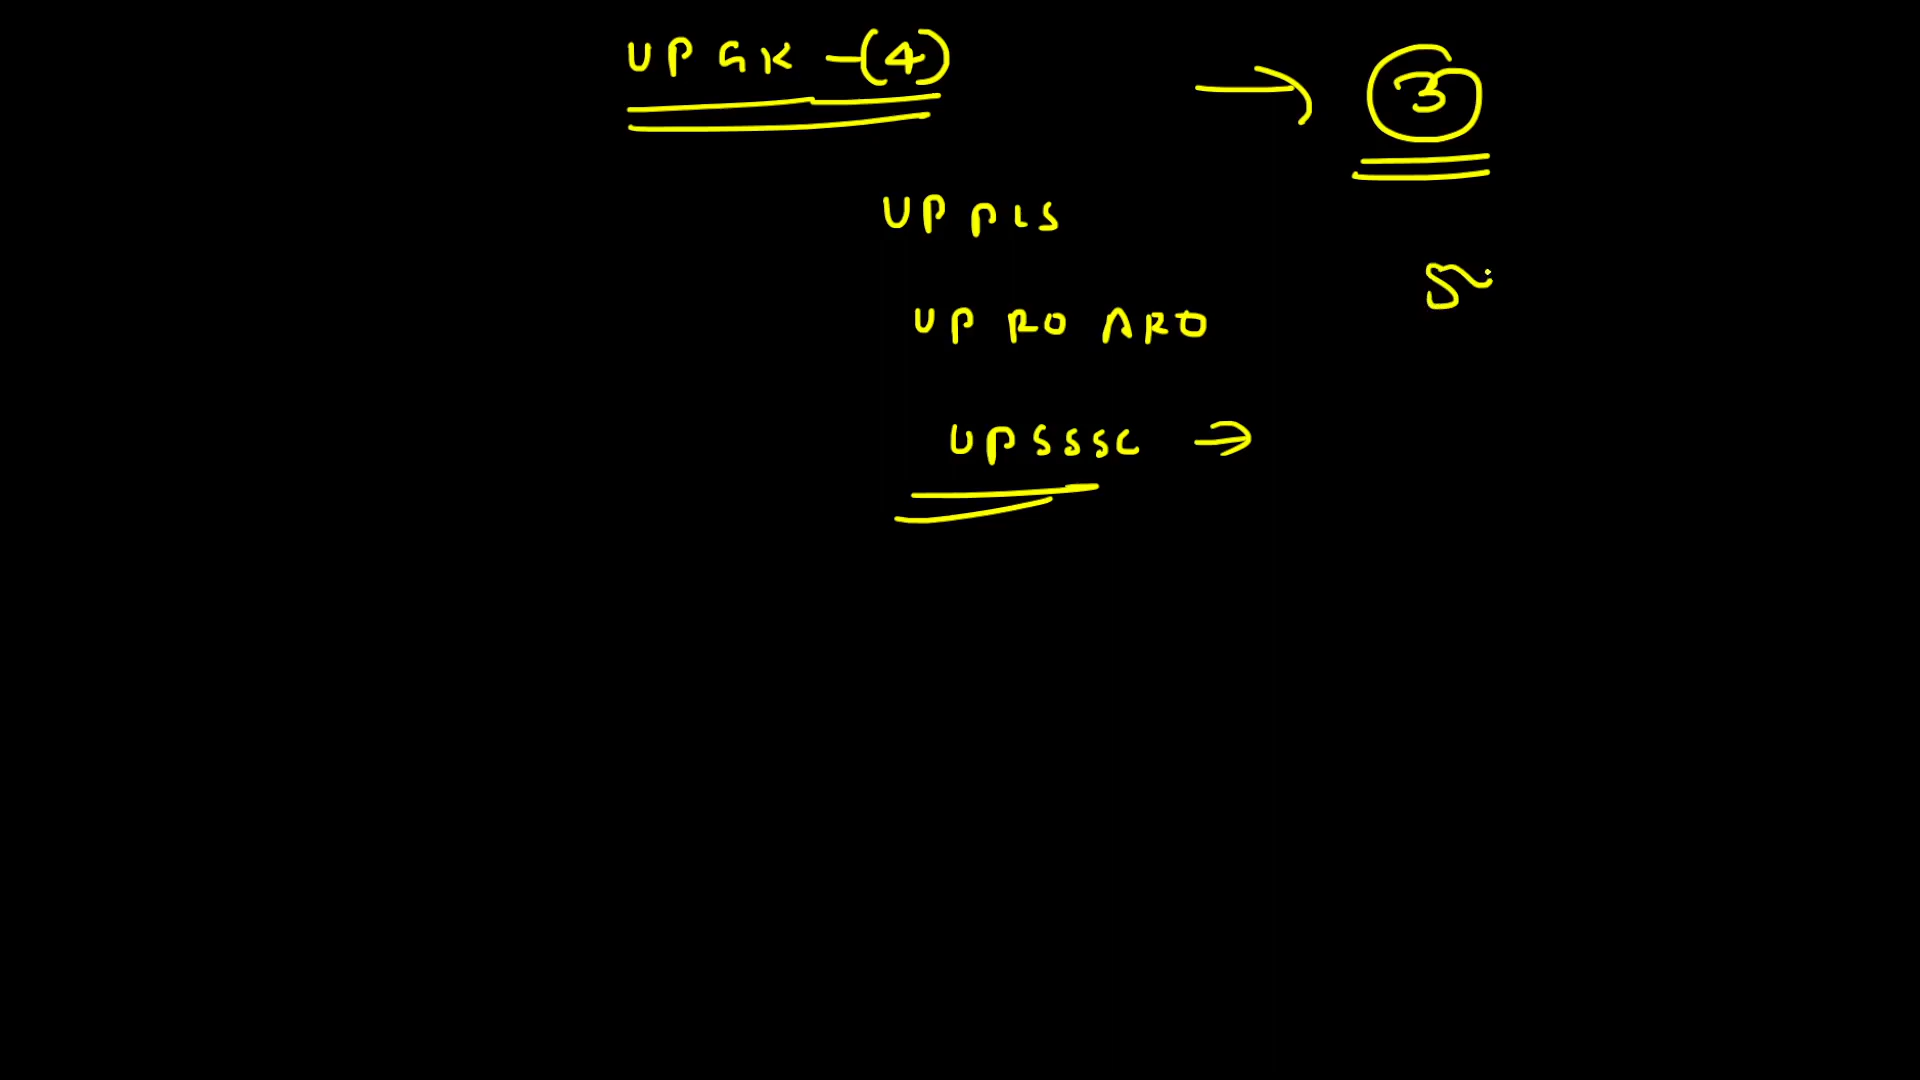 UP GK -(4) → 3
UP PCS
UP RO ARO
UPSSSC →